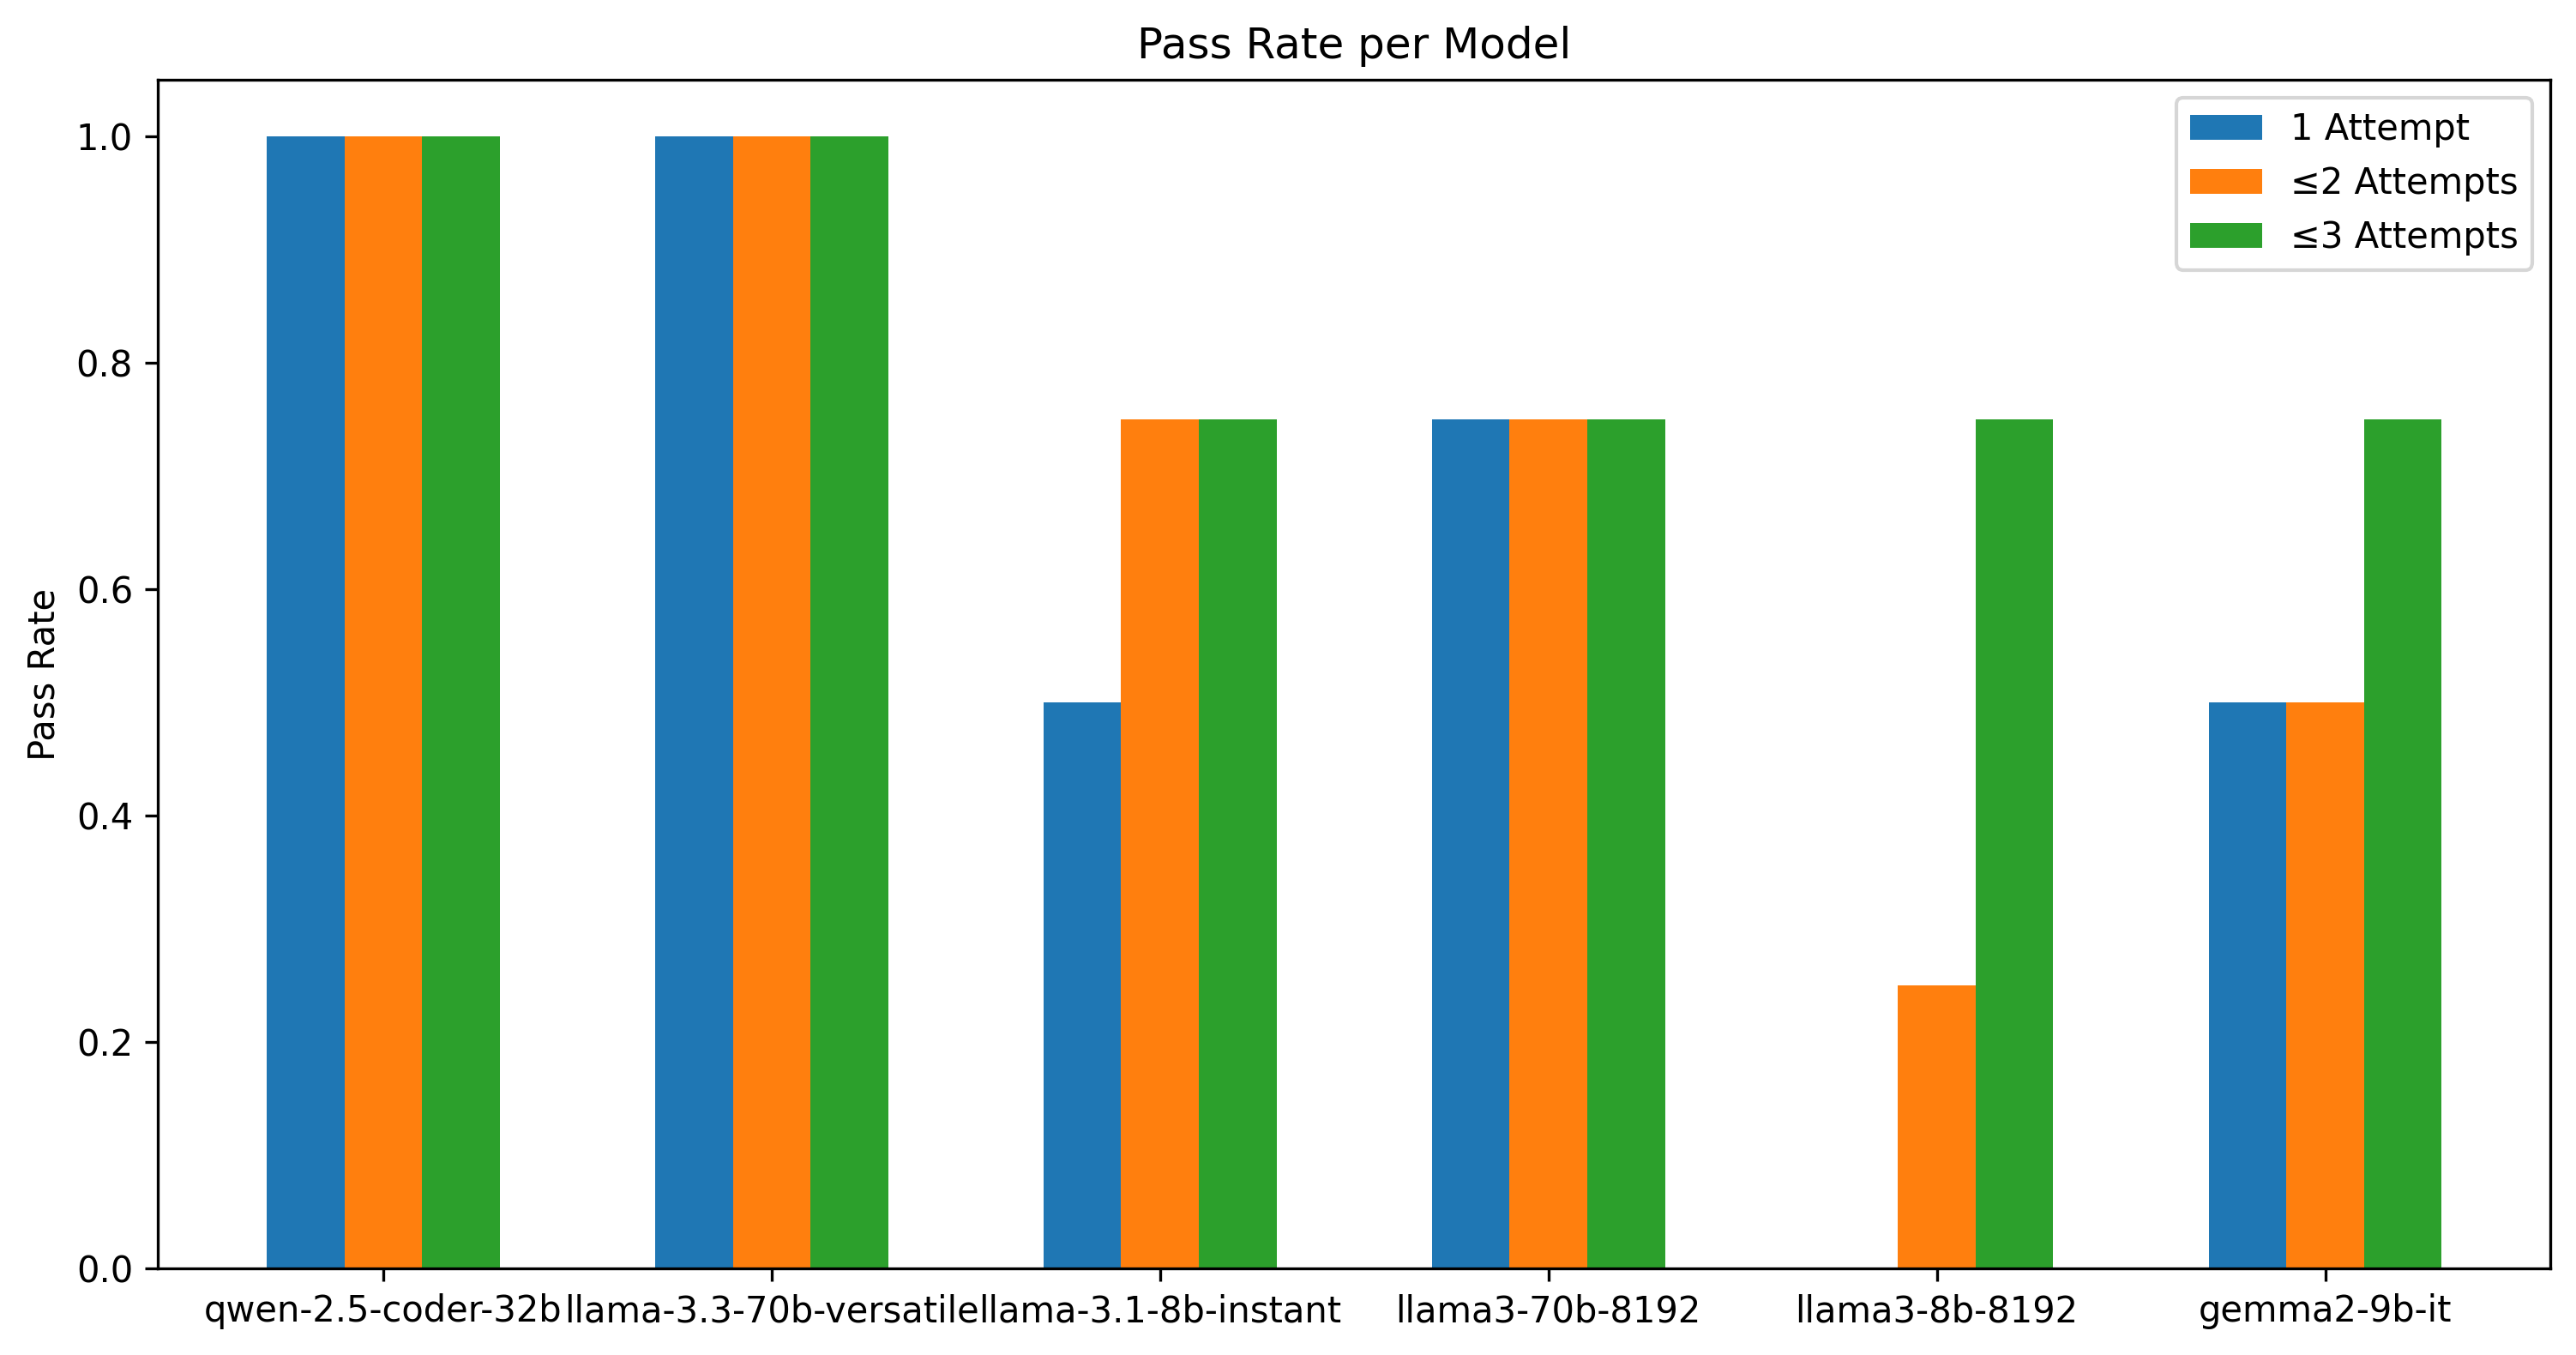 Pass Rate per Model
1 Attempt
≤2 Attempts
≤3 Attempts
Pass Rate
1.0
0.8
0.6
0.4
0.2
0.0
qwen-2.5-coder-32b
llama-3.3-70b-versatile
llama-3.1-8b-instant
llama3-70b-8192
llama3-8b-8192
gemma2-9b-it